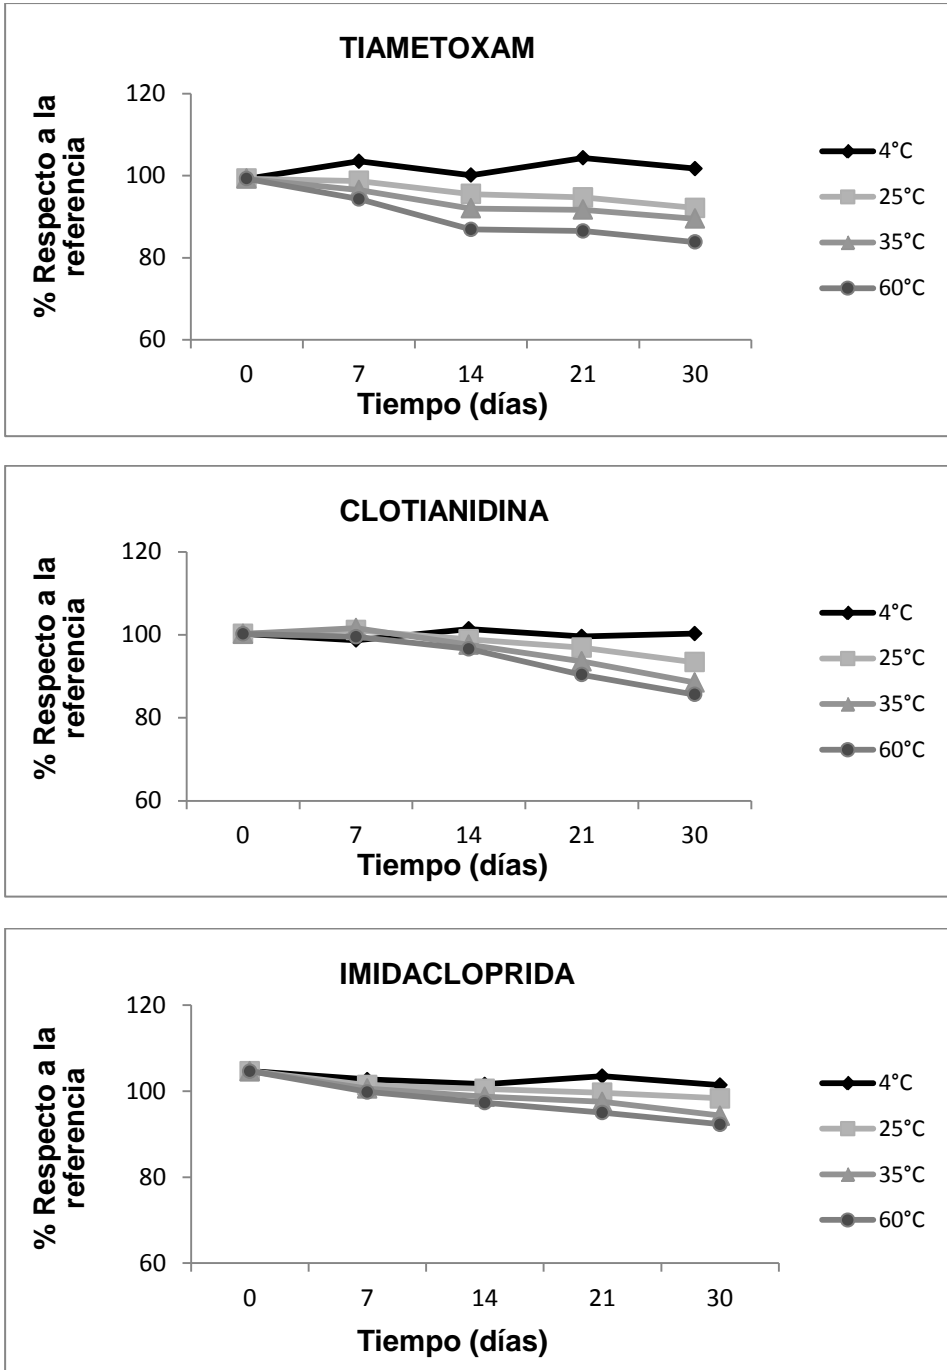 TIAMETOXAM
% Respecto a la
referencia
120
100
80
60
0 7 14 21 30
Tiempo (días)
4°C
25°C
35°C
60°C
CLOTIANIDINA
% Respecto a la
referencia
120
100
80
60
0 7 14 21 30
Tiempo (días)
4°C
25°C
35°C
60°C
IMIDACLOPRIDA
% Respecto a la
referencia
120
100
80
60
0 7 14 21 30
Tiempo (días)
4°C
25°C
35°C
60°C